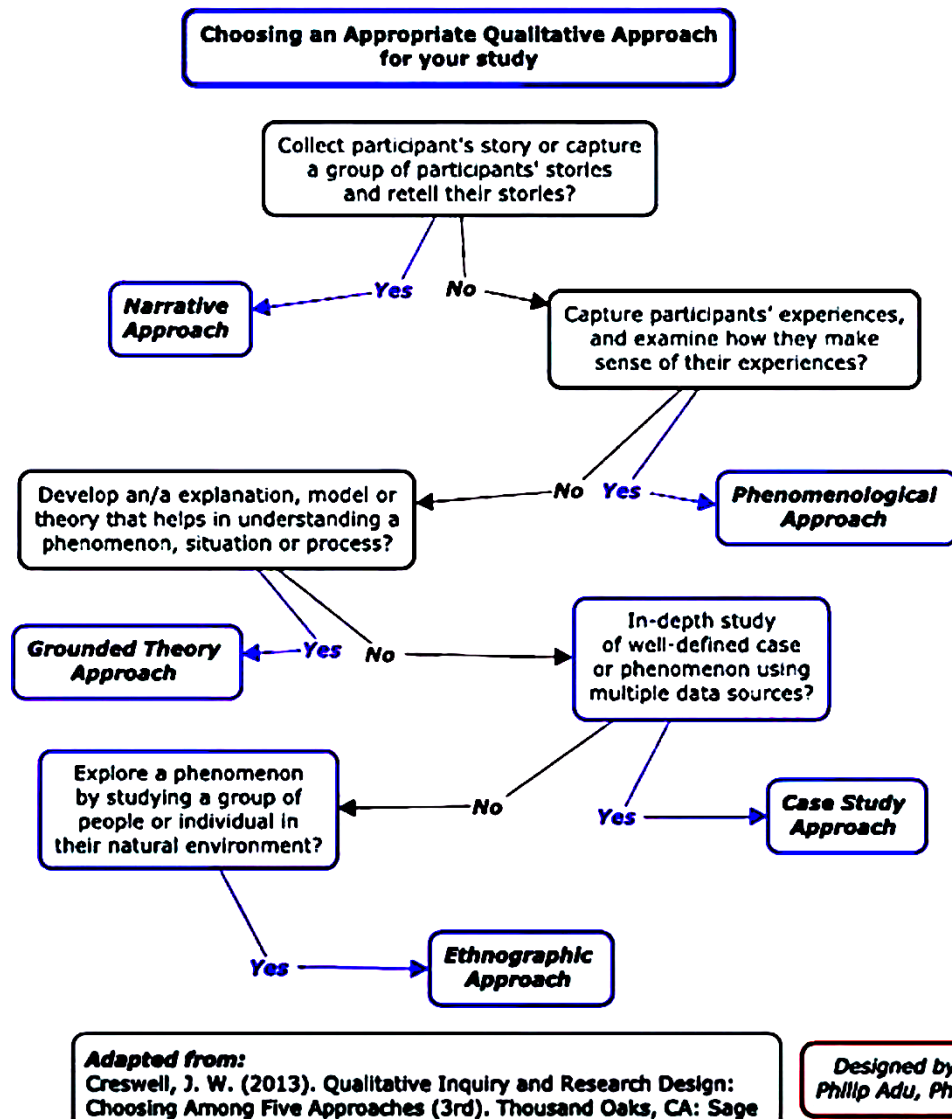 Choosing an Appropriate Qualitative Approach
for your study
Collect participant's story or capture
a group of participants' stories
and retell their stories?
Yes
No
Narrative
Approach
Capture participants' experiences,
and examine how they make
sense of their experiences?
No
Yes
Develop an/a explanation, model or
theory that helps in understanding a
phenomenon, situation or process?
Phenomenological
Approach
Yes
No
Grounded Theory
Approach
In-depth study
of well-defined case
or phenomenon using
multiple data sources?
Explore a phenomenon
by studying a group of
people or individual in
their natural environment?
No
Yes
Case Study
Approach
Yes
Ethnographic
Approach
Adapted from:
Creswell, J. W. (2013). Qualitative Inquiry and Research Design:
Choosing Among Five Approaches (3rd). Thousand Oaks, CA: Sage
Designed by
Philip Adu, Ph